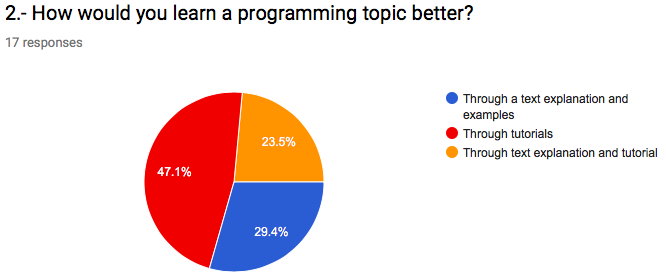 2.- How would you learn a programming topic better?
17 responses
47.1%
23.5%
29.4%
Through a text explanation and
examples
Through tutorials
Through text explanation and tutorial